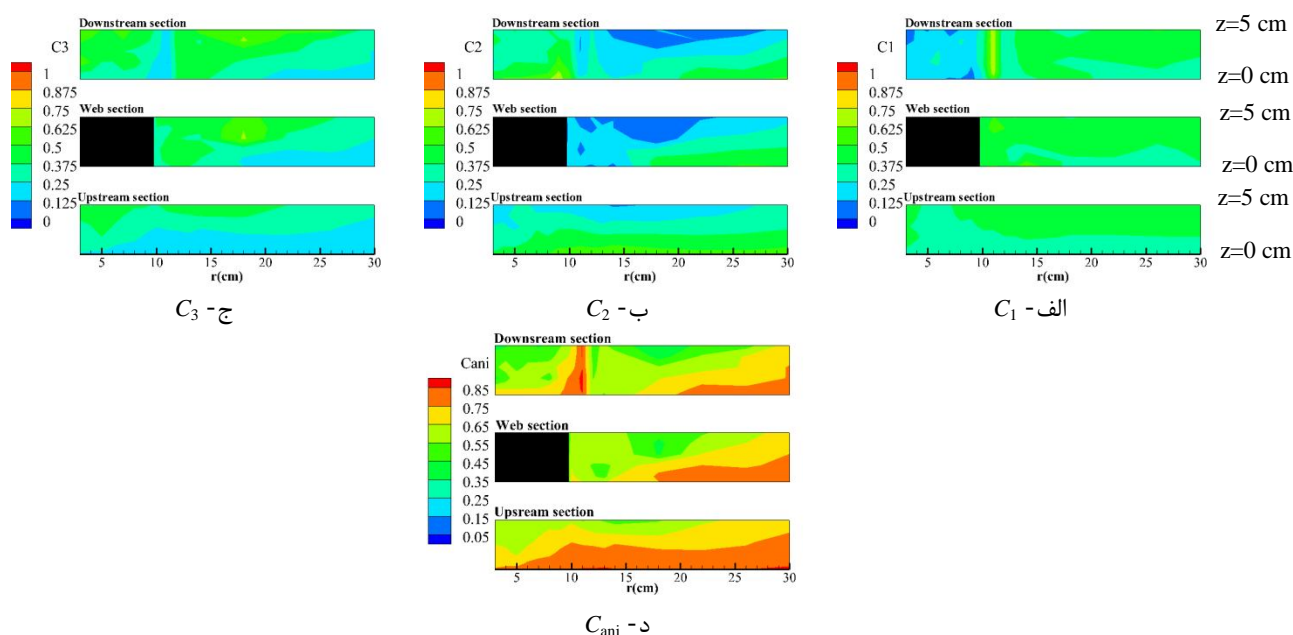 Downstream section
C3
1
0.875
0.75
0.625
0.5
0.375
0.25
0.125
0
Web section
Upstream section
5 10 15 20 25 30
r(cm)
ج- C3
Downstream section
C2
1
0.875
0.75
0.625
0.5
0.375
0.25
0.125
0
Web section
Upstream section
5 10 15 20 25 30
r(cm)
ب- C2
Downstream section
C1
1
0.875
0.75
0.625
0.5
0.375
0.25
0.125
0
Web section
Upstream section
5 10 15 20 25 30
r(cm)
الف- C1
z=5 cm
z=0 cm
z=5 cm
z=0 cm
z=5 cm
z=0 cm
Downsream section
Cani
0.85
0.75
0.65
0.55
0.45
0.35
0.25
0.15
0.05
Web section
Upsream section
5 10 15 20 25 30
r(cm)
د- Cani